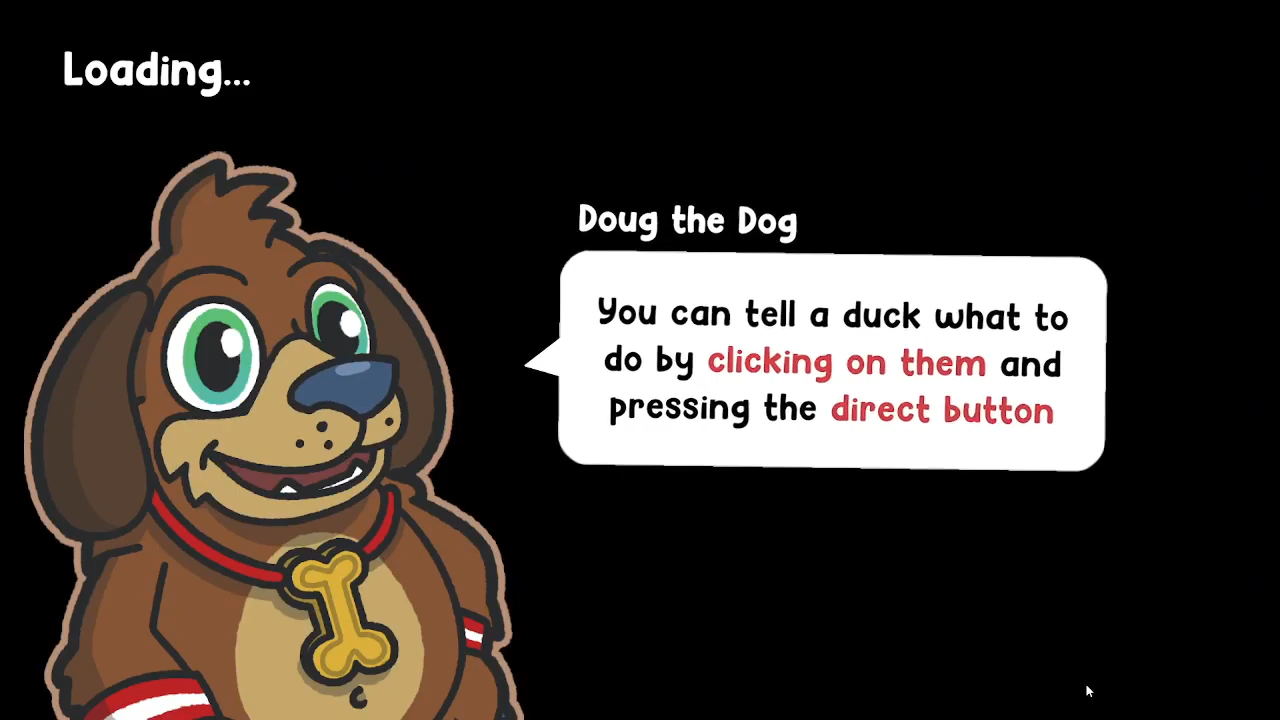 Loading...
Doug the Dog
You can tell a duck what to
do by clicking on them and
pressing the direct button